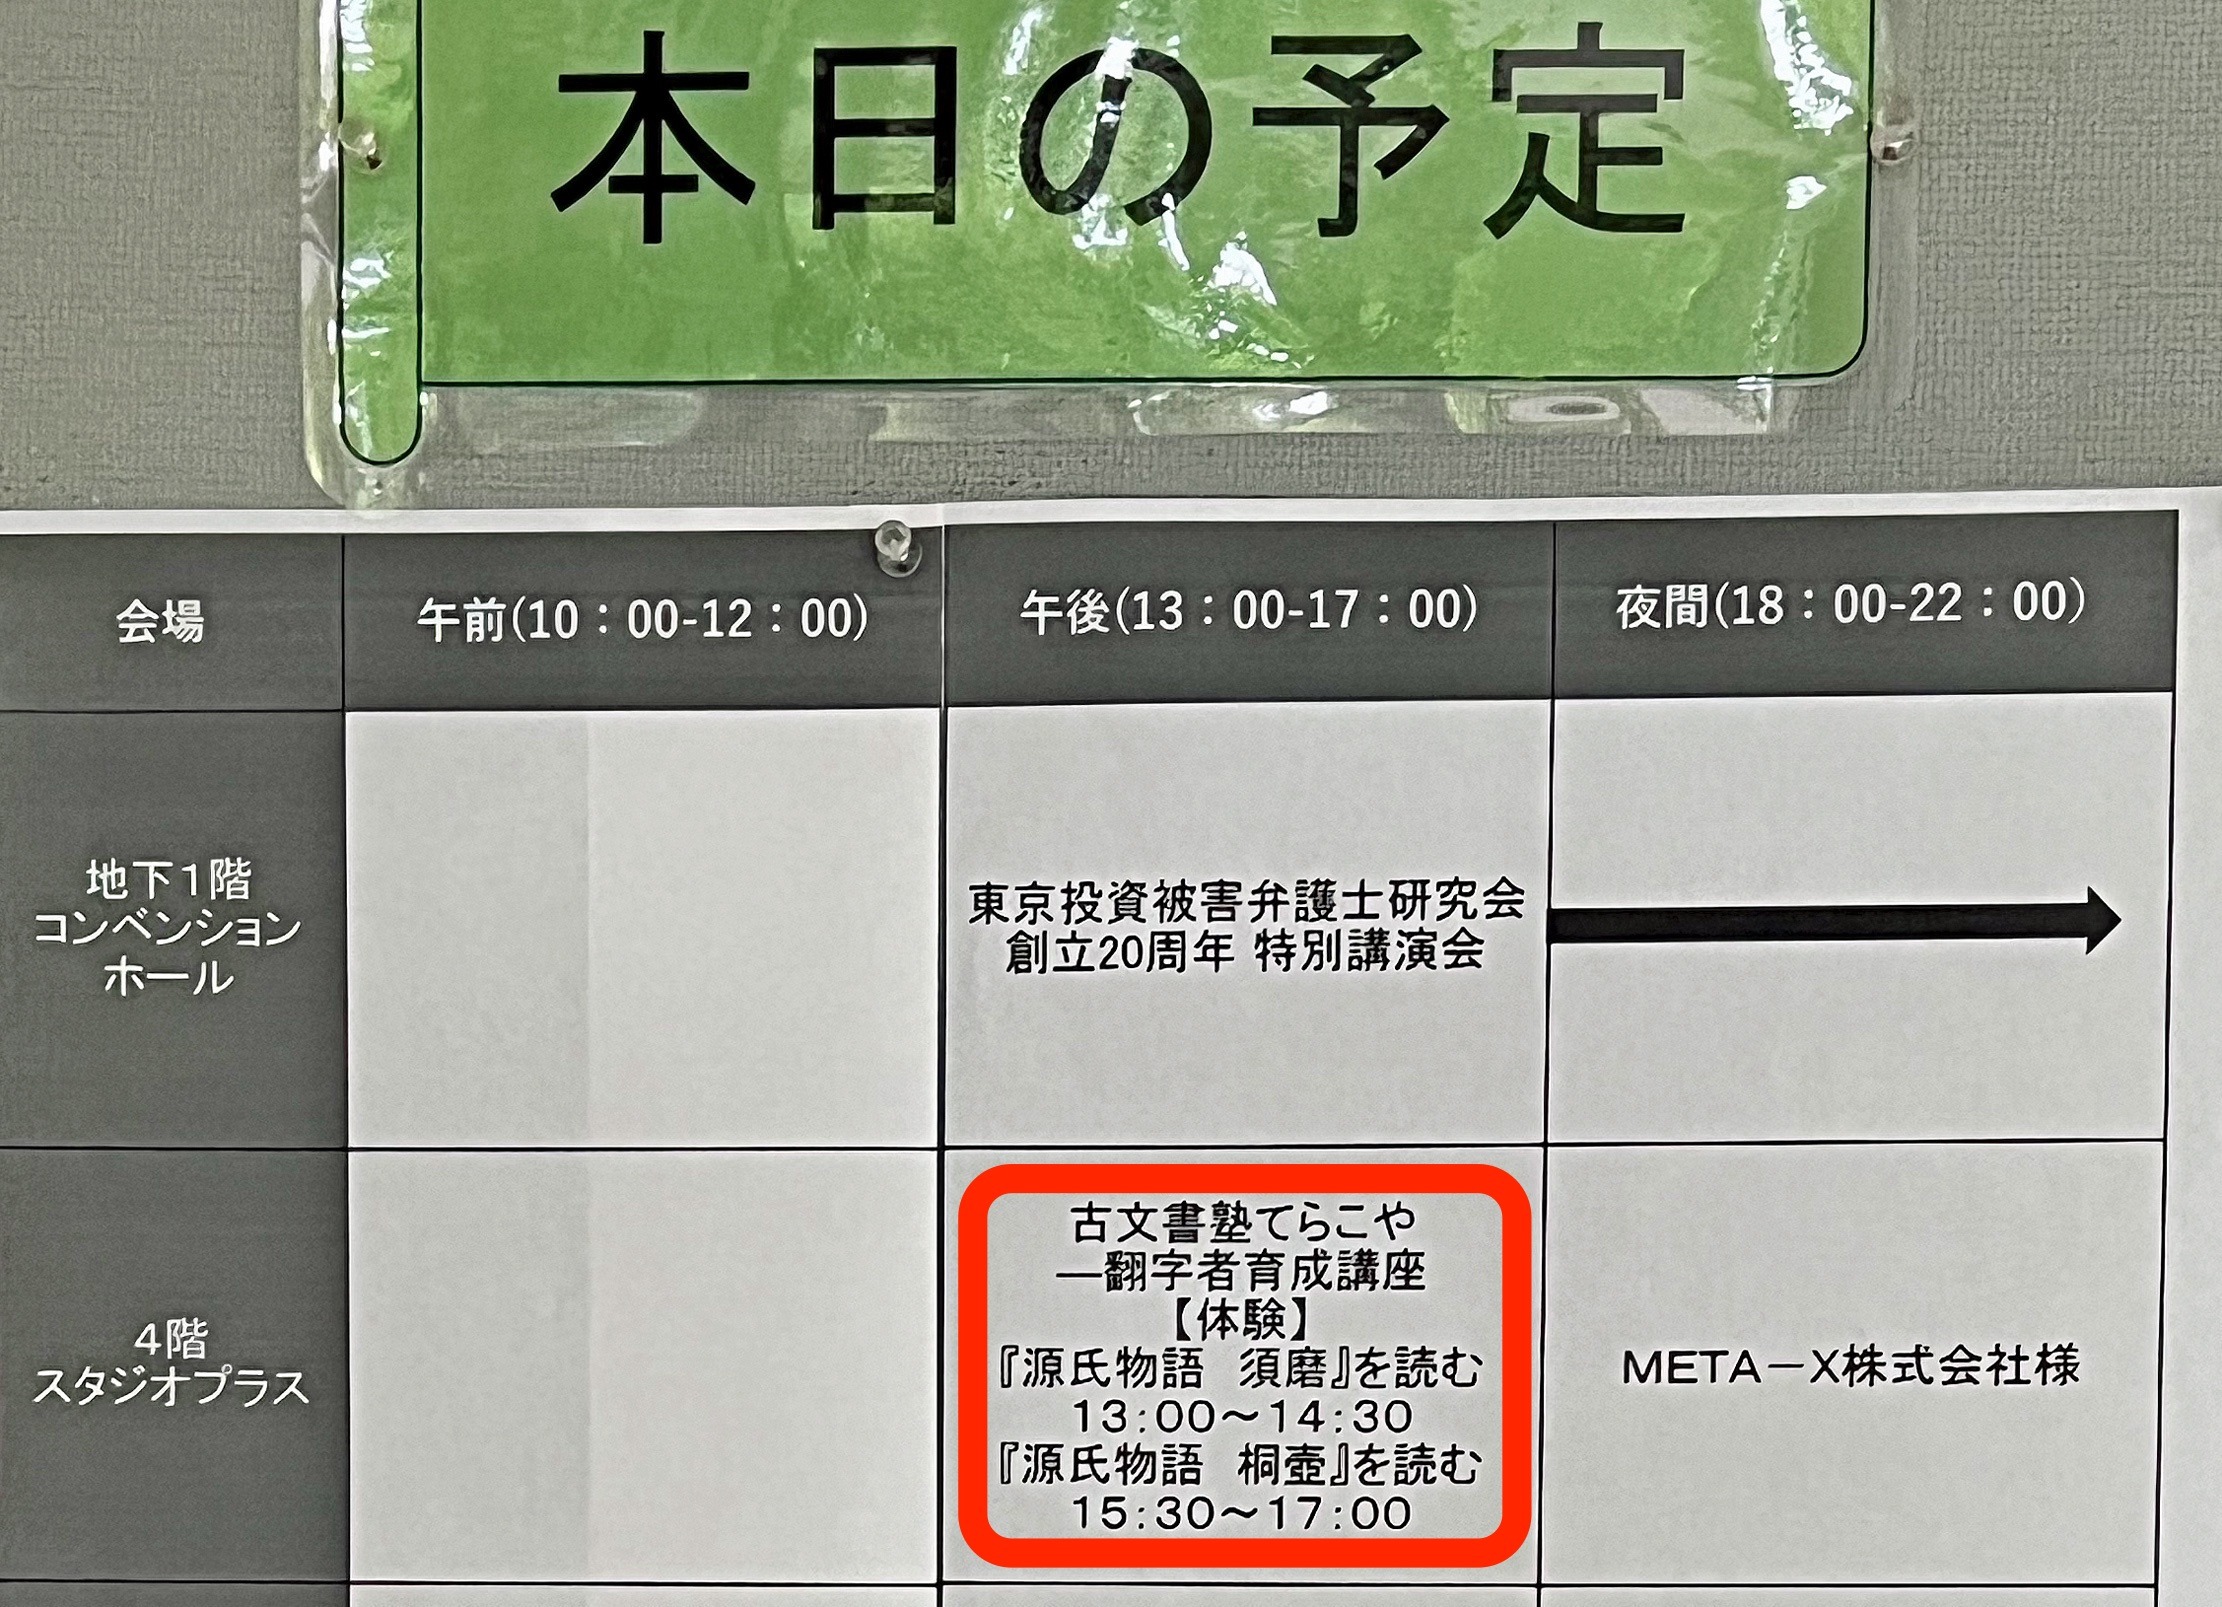 本日の予定
会場
午前(10：00-12：00)
午後(13：00-17：00)
夜間(18：00-22：00)
地下1階
コンベンション
ホール
東京投資被害弁護士研究会
創立20周年 特別講演会
4階
スタジオプラス
古文書塾てらこや
―翻字者育成講座
【体験】
『源氏物語　須磨』を読む
13:00～14:30
『源氏物語　桐壺』を読む
15:30～17:00
META－X株式会社様